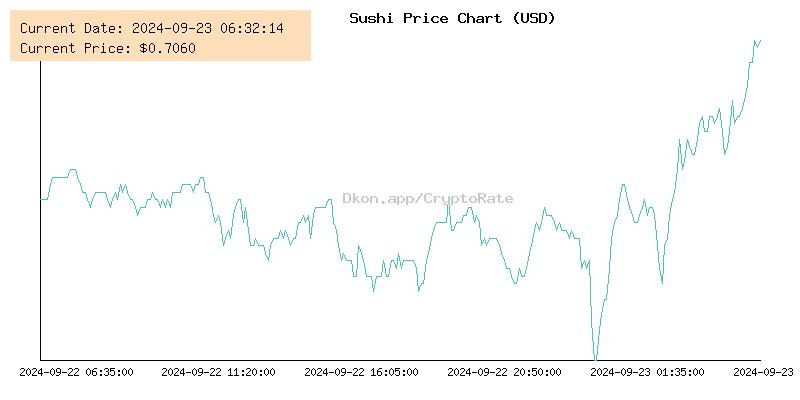 Sushi Price Chart (USD)
Current Date: 2024-09-23 06:32:14
Current Price: $0.7060
Dkon.app/CryptoRate
2024-09-22 06:35:00 2024-09-22 11:20:00 2024-09-22 16:05:00 2024-09-22 20:50:00 2024-09-23 01:35:00 2024-09-23